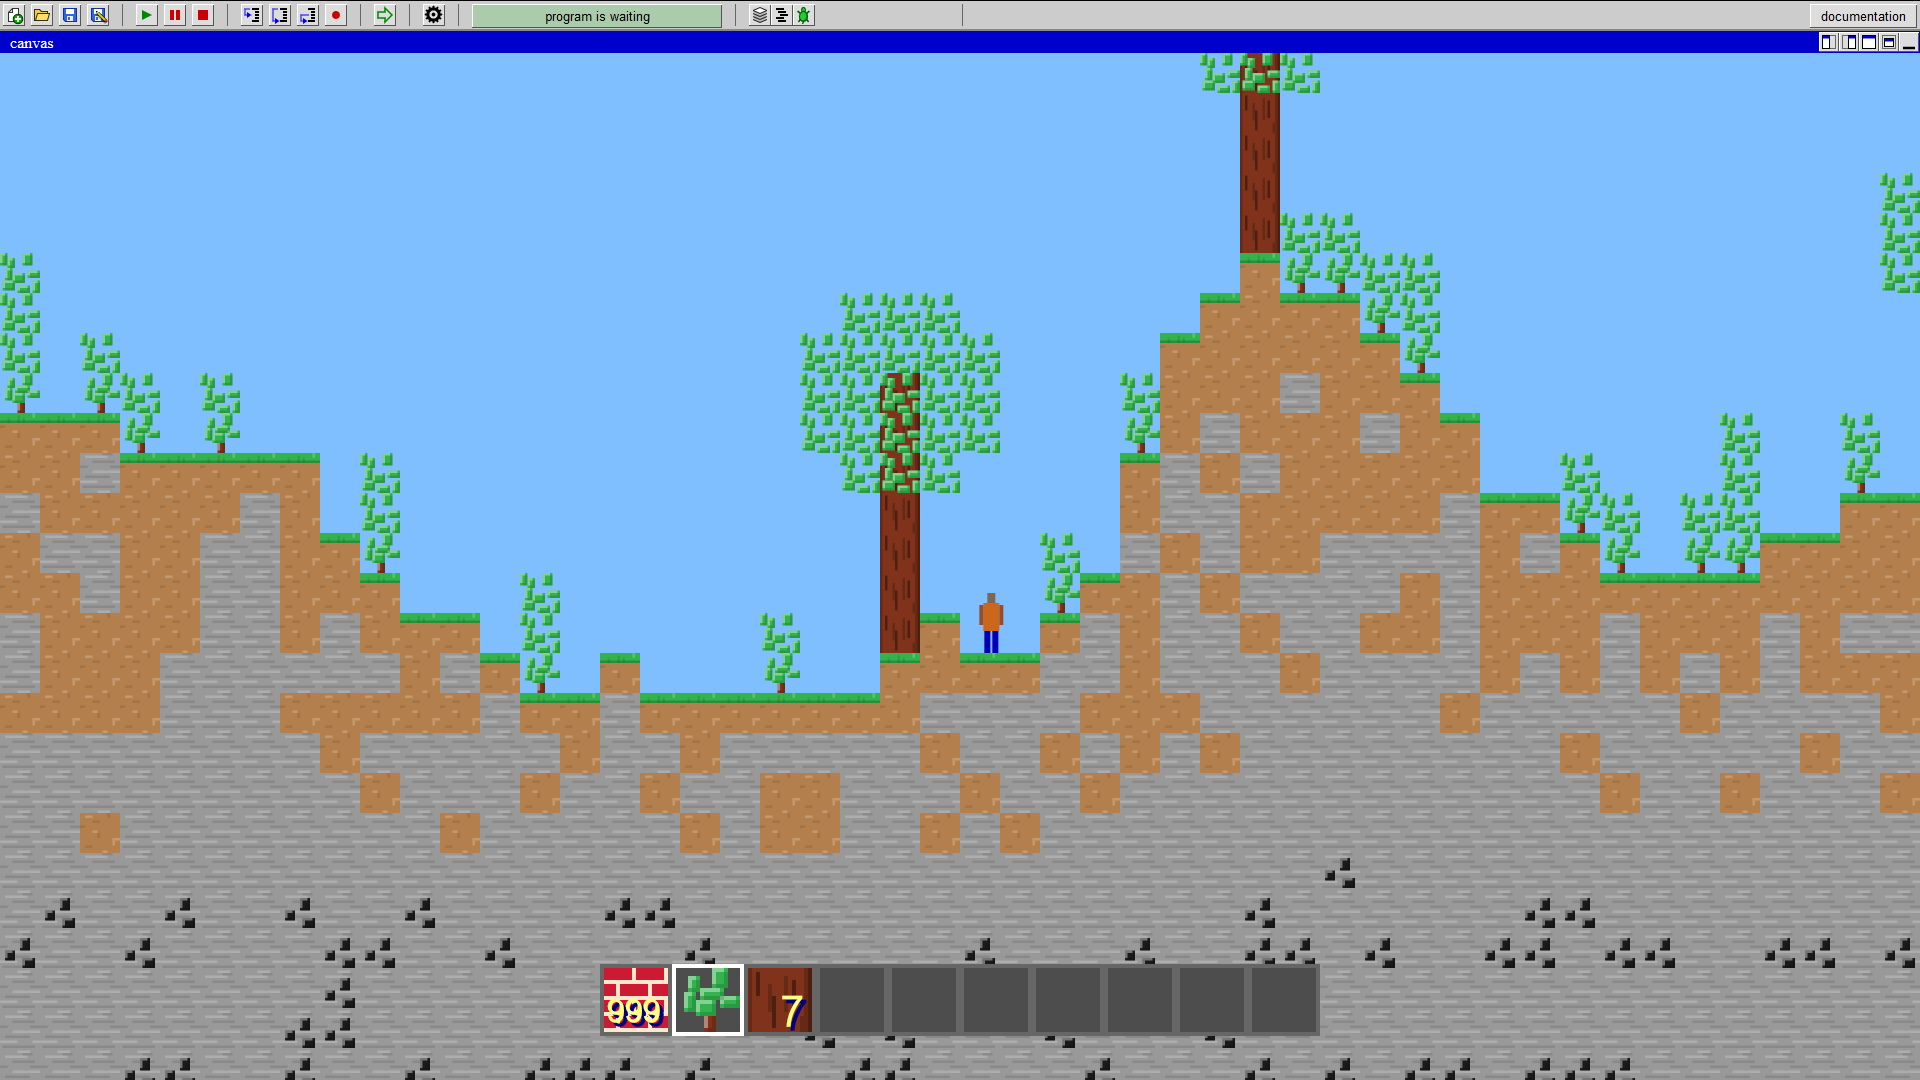 program is waiting
documentation
canvas
999
7